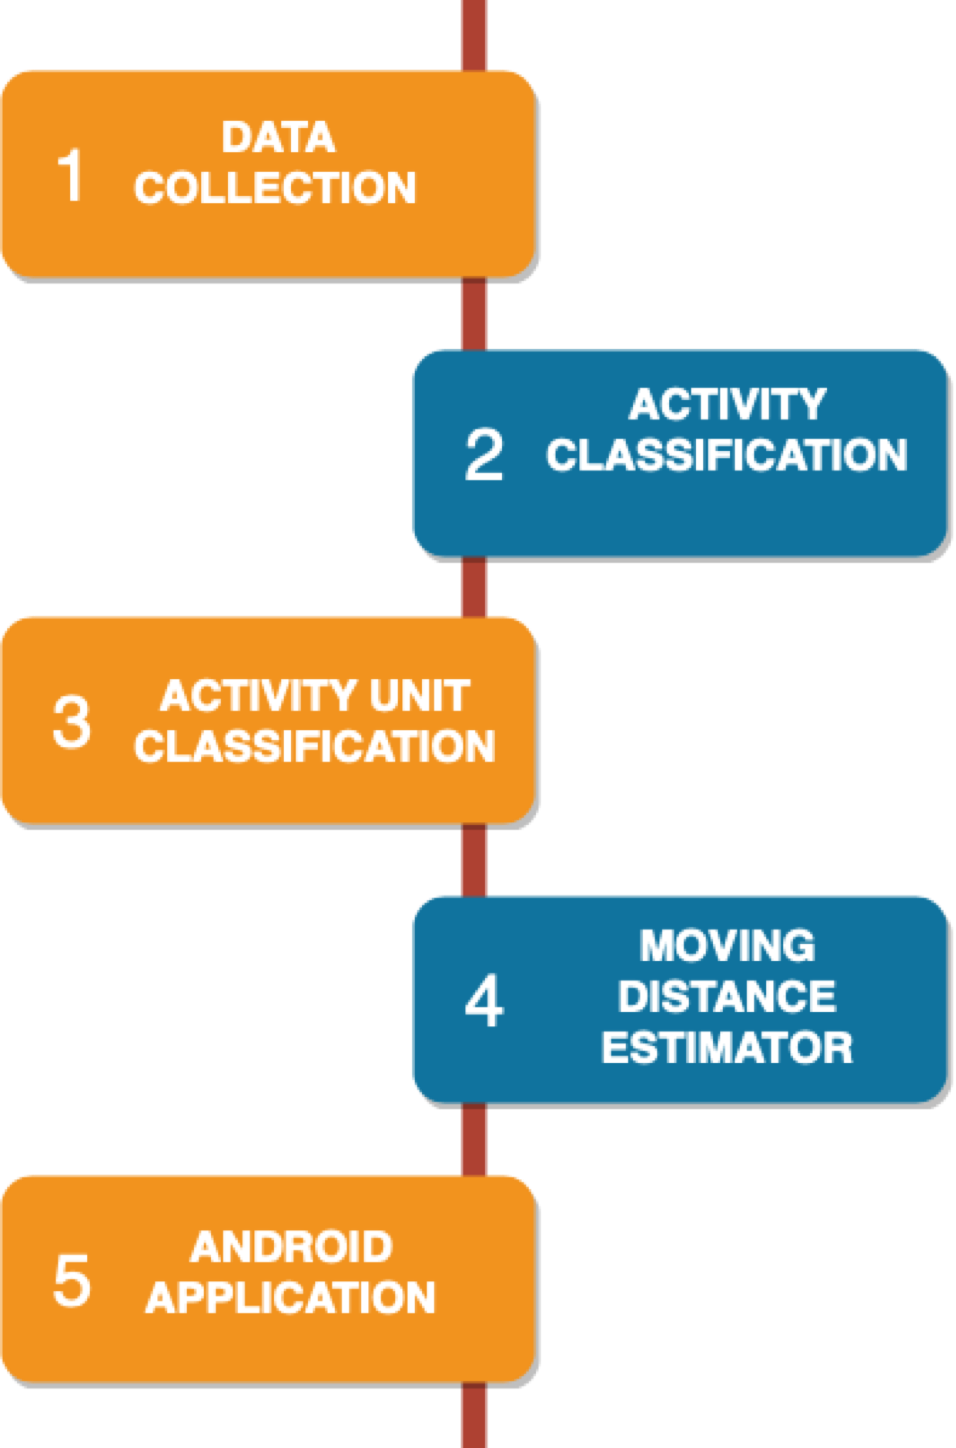 1
DATA
COLLECTION
2
ACTIVITY
CLASSIFICATION
3
ACTIVITY UNIT
CLASSIFICATION
4
MOVING
DISTANCE
ESTIMATOR
5
ANDROID
APPLICATION